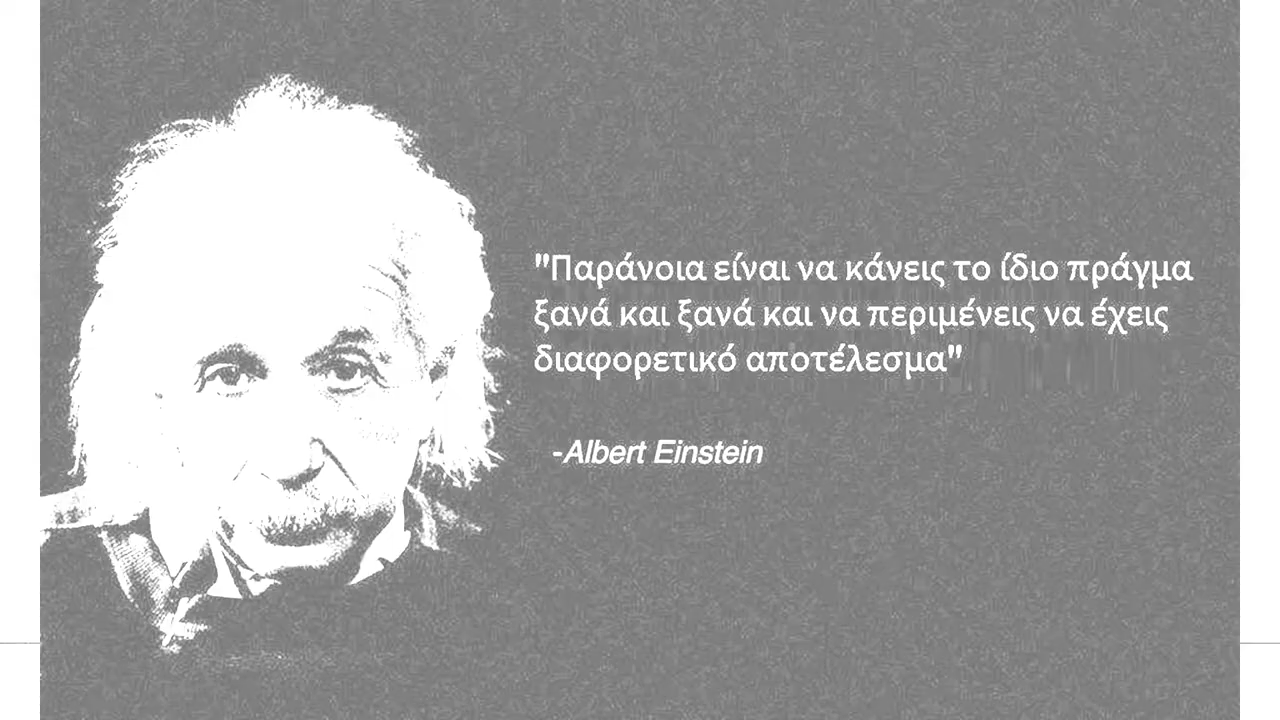 "Παράνοια είναι να κάνεις το ίδιο πράγμα
ξανά και ξανά και να περιμένεις να έχεις
διαφορετικό αποτέλεσμα"
-Albert Einstein